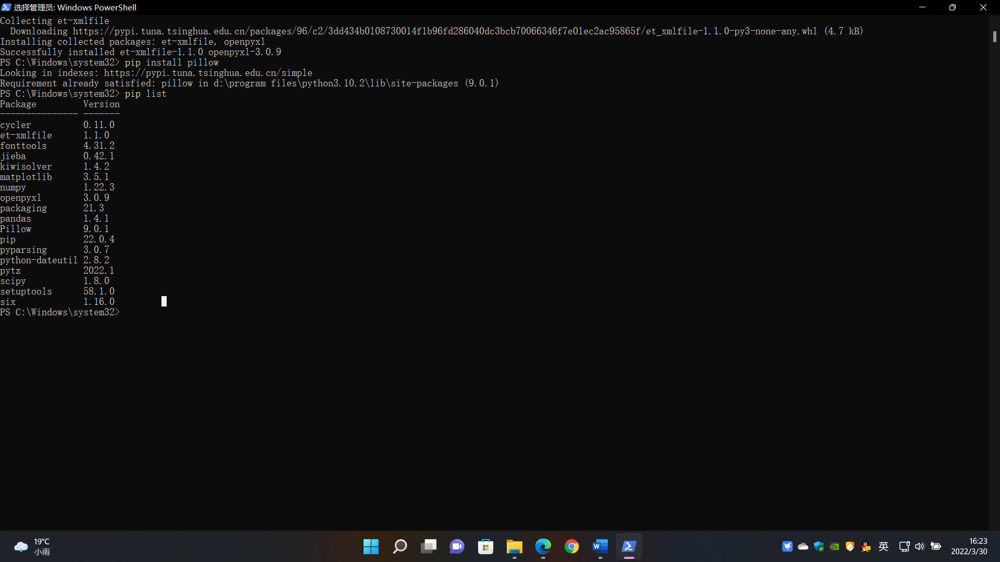 选择管理员: Windows PowerShell
Collecting et-xmlfile
  Downloading https://pypi.tuna.tsinghua.edu.cn/packages/96/c2/3dd434b0108730014f1b96fd286040dc3bcb70066346f7e01ec2ac95865f/et_xmlfile-1.1.0-py3-none-any.whl (4.7 kB)
Installing collected packages: et-xmlfile, openpyxl
Successfully installed et-xmlfile-1.1.0 openpyxl-3.0.9
PS C:\Windows\system32> pip install pillow
Looking in indexes: https://pypi.tuna.tsinghua.edu.cn/simple
Requirement already satisfied: pillow in d:\program files\python3.10.2\lib\site-packages (9.0.1)
PS C:\Windows\system32> pip list
Package         Version
--------------- -------
cycler          0.11.0
et-xmlfile      1.1.0
fonttools       4.31.2
jieba           0.42.1
kiwisolver      1.4.2
matplotlib      3.5.1
numpy           1.22.3
openpyxl        3.0.9
packaging       21.3
pandas          1.4.1
Pillow          9.0.1
pip             22.0.4
pyparsing       3.0.7
python-dateutil 2.8.2
pytz            2022.1
scipy           1.8.0
setuptools      58.1.0
six             1.16.0
PS C:\Windows\system32>
19°C
小雨
英
16:23
2022/3/30